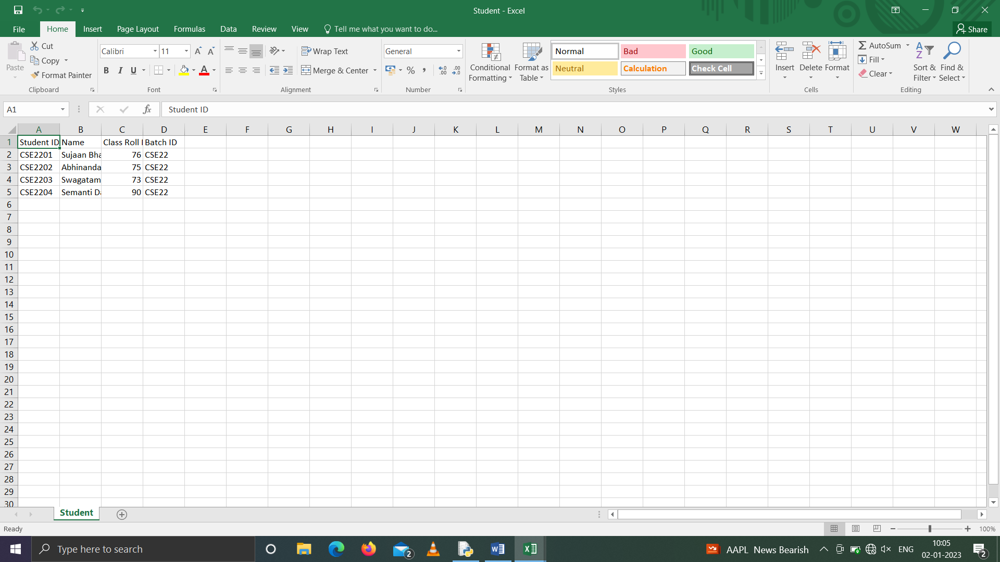 Student - Excel
File Home Insert Page Layout Formulas Data Review View Tell me what you want to do... Share
Paste Cut Copy Format Painter Clipboard
Calibri 11 B I U Font
Wrap Text Merge & Center Alignment
General % Number
Conditional Formatting Format as Table
Normal Bad Good
Neutral Calculation Check Cell
Styles
Insert Delete Format Cells
AutoSum Fill Clear Sort & Filter Find & Select Editing
A1 fx Student ID
A B C D E F G H I J K L M N O P Q R S T U V W
1 Student ID Name Class Roll Batch ID
2 CSE2201 Sujaan Bha 76 CSE22
3 CSE2202 Abhinanda 75 CSE22
4 CSE2203 Swagatam 73 CSE22
5 CSE2204 Semanti Da 90 CSE22
6
7
8
9
10
11
12
13
14
15
16
17
18
19
20
21
22
23
24
25
26
27
28
29
30
Student
Ready 100%
Type here to search 2 AAPL News Bearish ENG 10:05 02-01-2023 2